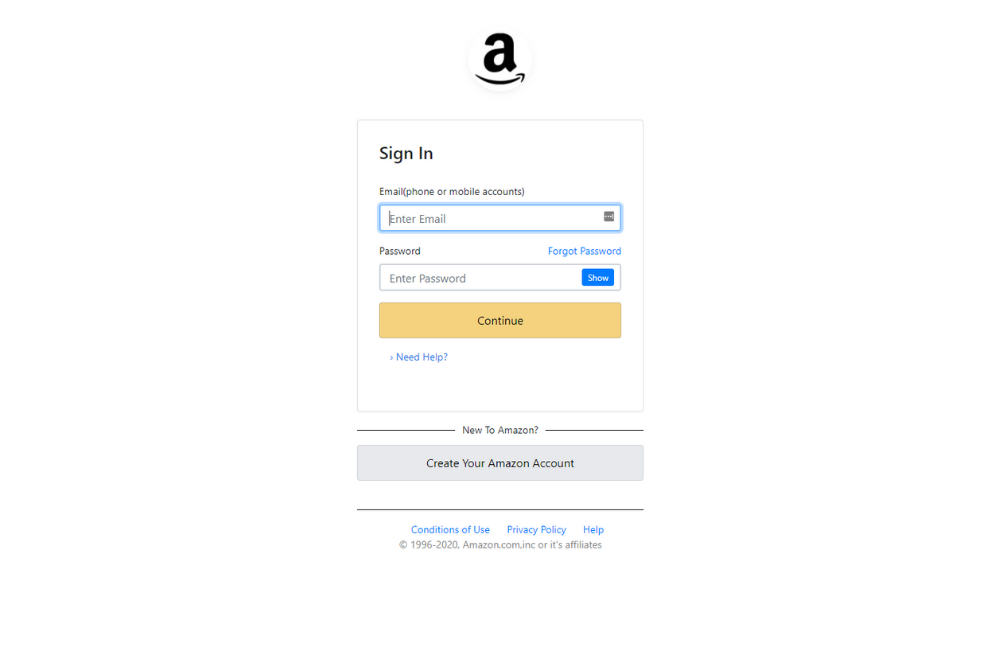 a
Sign In
Email(phone or mobile accounts)
Enter Email
Password Forgot Password
Enter Password Show
Continue
› Need Help?
New To Amazon?
Create Your Amazon Account
Conditions of Use Privacy Policy Help
© 1996-2020, Amazon.com,inc or it's affiliates